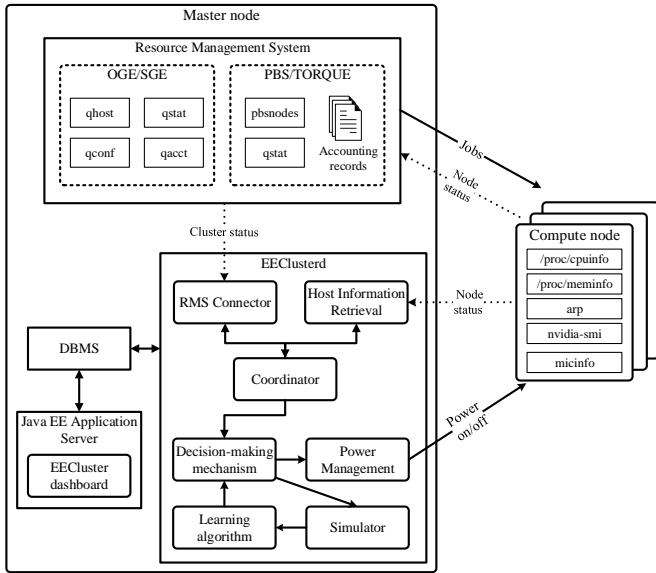 Master node
Resource Management System
OGE/SGE
qhost
qstat
qconf
qacct
PBS/TORQUE
pbsnodes
qstat
Accounting
records
Jobs
Node
status
Cluster status
Compute node
/proc/cpuinfo
/proc/meminfo
arp
nvidia-smi
micinfo
EEClusterd
RMS Connector
Host Information
Retrieval
Node
status
DBMS
Coordinator
Java EE Application
Server
EECluster
dashboard
Decision-making
mechanism
Power
Management
Power
on/off
Learning
algorithm
Simulator